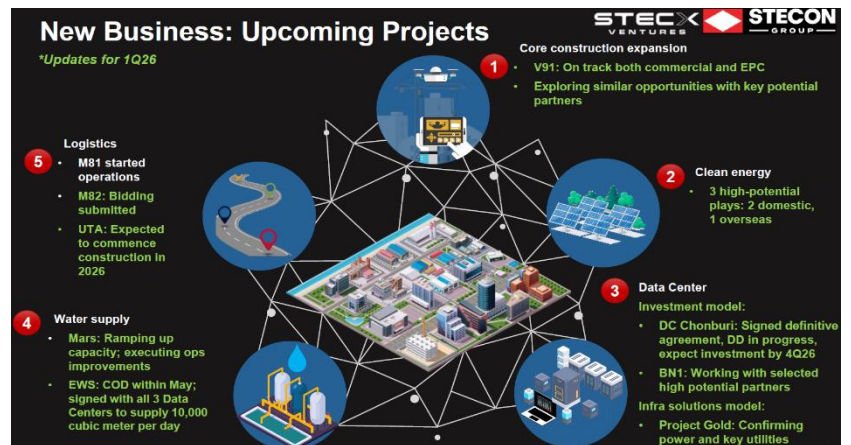 New Business: Upcoming Projects
STECX
VENTURES
STECON
GROUP
*Updates for 1Q26
1
Core construction expansion
• V91: On track both commercial and EPC
• Exploring similar opportunities with key potential
partners
2
Clean energy
• 3 high-potential
plays: 2 domestic,
1 overseas
3
Data Center
Investment model:
• DC Chonburi: Signed definitive
agreement, DD in progress,
expect investment by 4Q26
• BN1: Working with selected
high potential partners
Infra solutions model:
• Project Gold: Confirming
power and key utilities
4
Water supply
• Mars: Ramping up
capacity; executing ops
improvements
• EWS: COD within May;
signed with all 3 Data
Centers to supply 10,000
cubic meter per day
5
Logistics
• M81 started
operations
• M82: Bidding
submitted
• UTA: Expected
to commence
construction in
2026